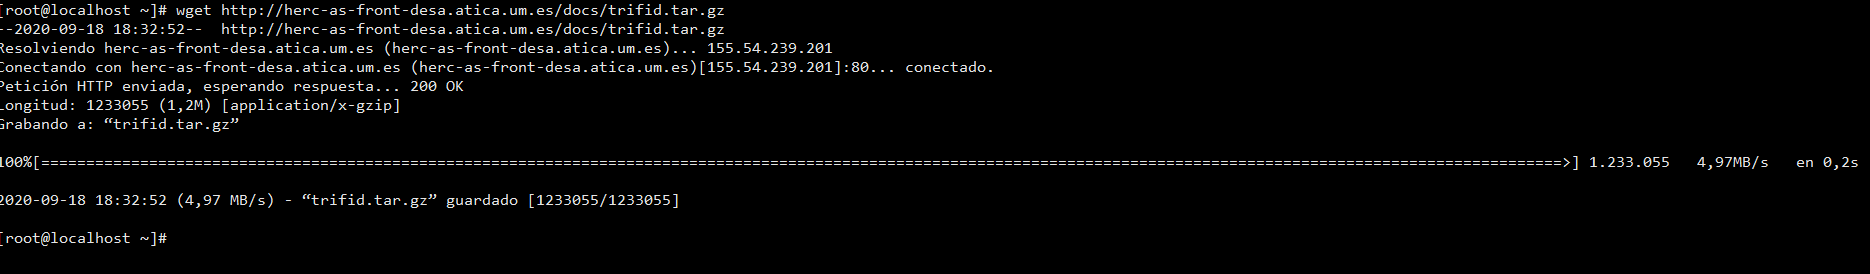 [root@localhost ~]# wget http://herc-as-front-desa.atica.um.es/docs/trifid.tar.gz
--2020-09-18 18:32:52--  http://herc-as-front-desa.atica.um.es/docs/trifid.tar.gz
Resolviendo herc-as-front-desa.atica.um.es (herc-as-front-desa.atica.um.es)... 155.54.239.201
Conectando con herc-as-front-desa.atica.um.es (herc-as-front-desa.atica.um.es)[155.54.239.201]:80... conectado.
Petición HTTP enviada, esperando respuesta... 200 OK
Longitud: 1233055 (1,2M) [application/x-gzip]
Grabando a: “trifid.tar.gz”
100%[=========================================================================================================================================================================>] 1.233.055   4,97MB/s   en 0,2s
2020-09-18 18:32:52 (4,97 MB/s) - “trifid.tar.gz” guardado [1233055/1233055]
[root@localhost ~]#